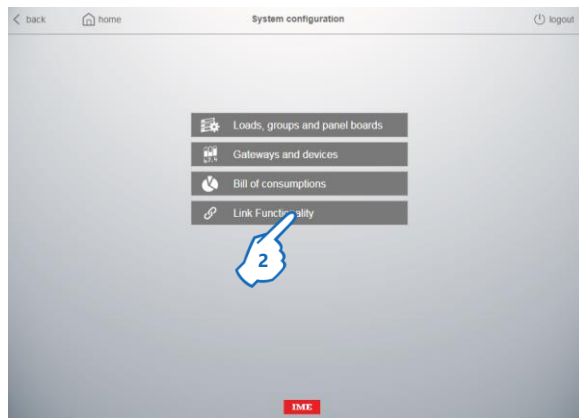 back home System configuration logout
Loads, groups and panel boards
Gateways and devices
Bill of consumptions
Link Functionality
2
IME